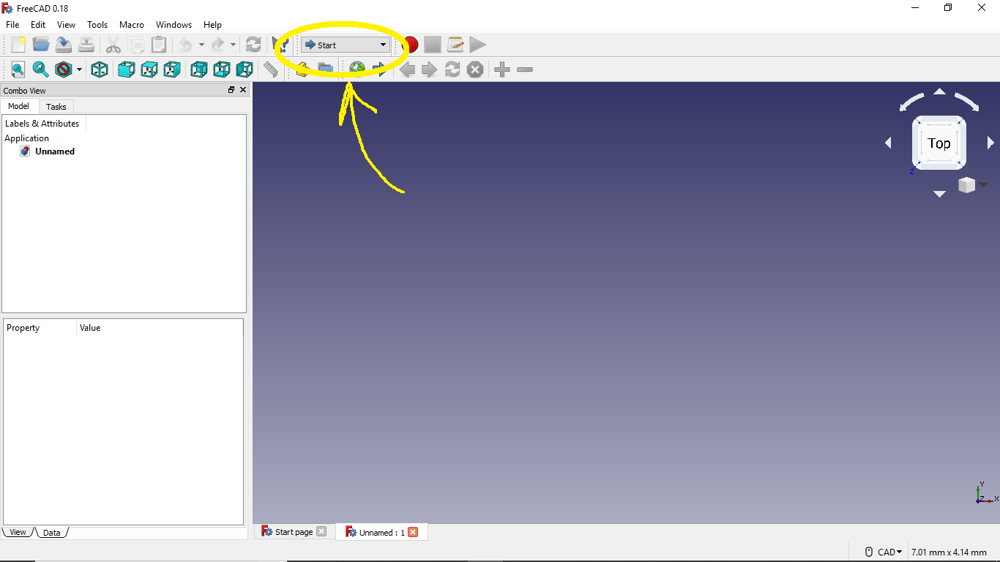 FreeCAD 0.18
File Edit View Tools Macro Windows Help
Start
Combo View
Model Tasks
Labels & Attributes
Application
Unnamed
Top
Z
Property Value
Y
Z X
View Data
Start page Unnamed : 1
CAD 7.01 mm x 4.14 mm